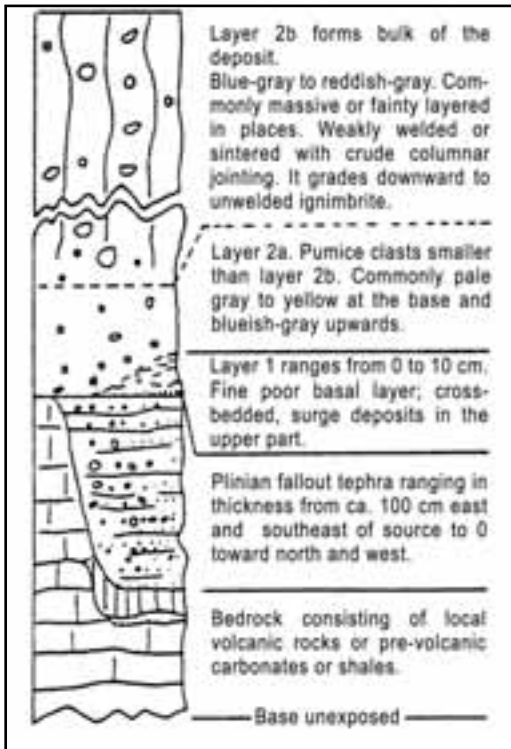 Layer 2b forms bulk of the
deposit.
Blue-gray to reddish-gray. Com-
monly massive or fainty layered
in places. Weakly welded or
sintered with crude columnar
jointing. It grades downward to
unwelded ignimbrite.
Layer 2a. Pumice clasts smaller
than layer 2b. Commonly pale
gray to yellow at the base and
blueish-gray upwards.
Layer 1 ranges from 0 to 10 cm.
Fine poor basal layer; cross-
bedded, surge deposits in the
upper part.
Plinian fallout tephra ranging in
thickness from ca. 100 cm east
and southeast of source to 0
toward north and west.
Bedrock consisting of local
volcanic rocks or pre-volcanic
carbonates or shales.
Base unexposed